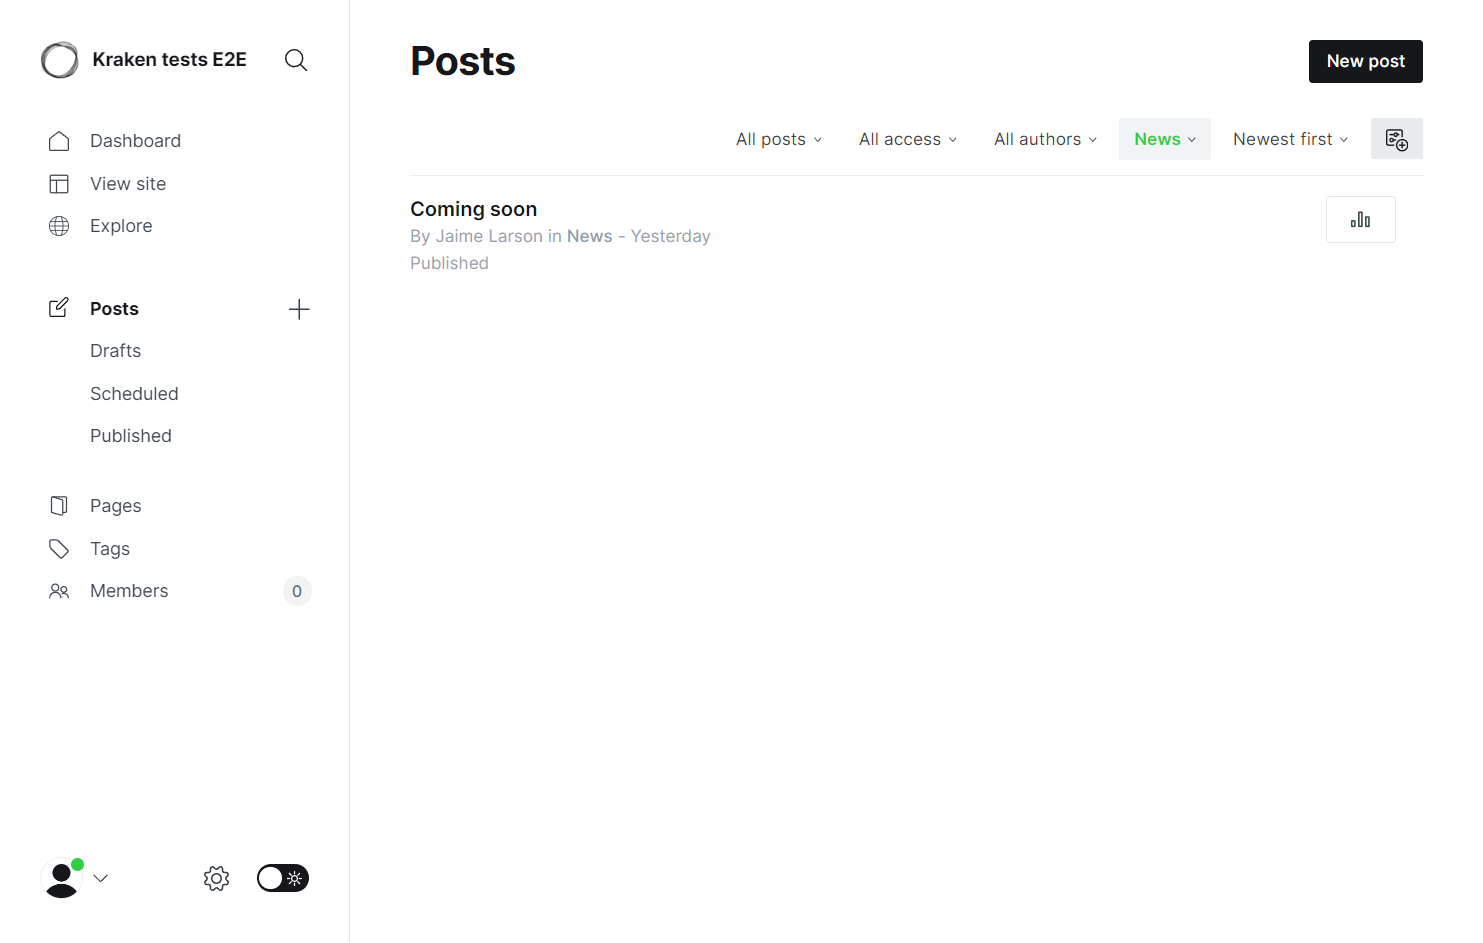 Kraken tests E2E
Dashboard
View site
Explore
Posts
Drafts
Scheduled
Published
Pages
Tags
Members 0
Posts
New post
All posts All access All authors News Newest first
Coming soon
By Jaime Larson in News - Yesterday
Published